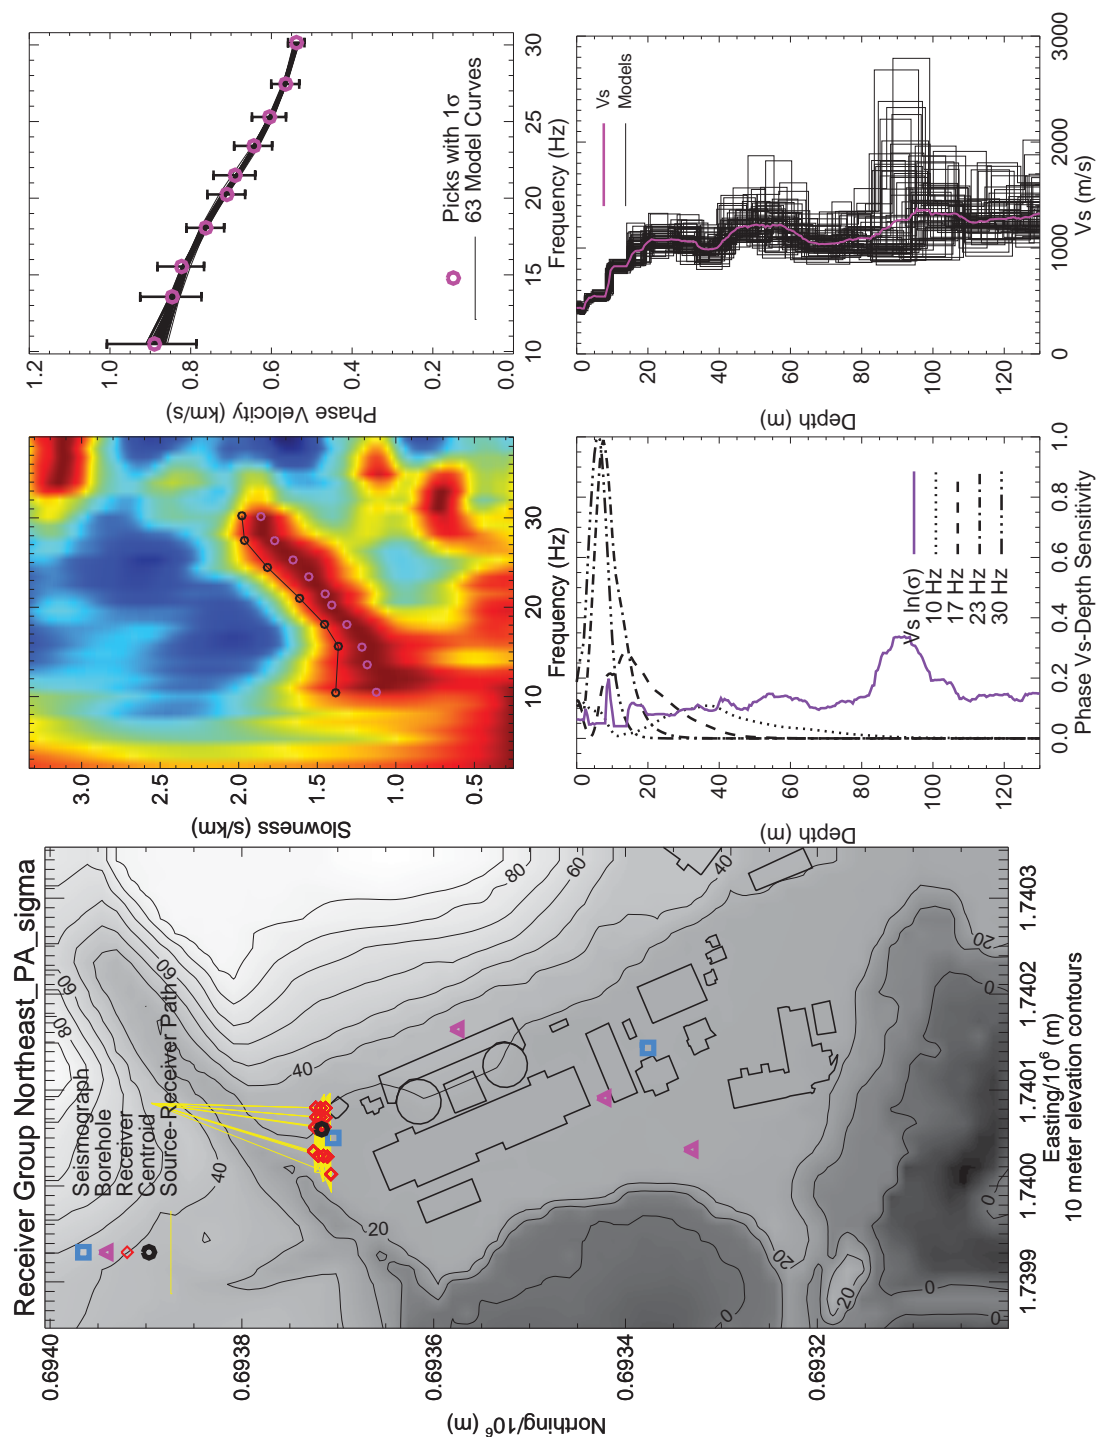 Receiver Group Northeast_PA_sigma
Seismograph
Borehole
Receiver
Centroid
Source-Receiver Path
80
60
60
40
40
20
80
60
40
20
20
20
0
0
0
0
0.6940
0.6938
0.6936
0.6934
0.6932
Northing/10⁶ (m)
1.7399
1.7400
1.7401
1.7402
1.7403
Easting/10⁶ (m)
10 meter elevation contours
3.0
2.5
2.0
1.5
1.0
0.5
Slowness (s/km)
10
20
30
Frequency (Hz)
1.2
1.0
0.8
0.6
0.4
0.2
0.0
Phase Velocity (km/s)
Picks with 1σ
63 Model Curves
10
15
20
25
30
Frequency (Hz)
0
20
40
60
80
100
120
Depth (m)
Vs ln(σ)
10 Hz
17 Hz
23 Hz
30 Hz
0.0
0.2
0.4
0.6
0.8
1.0
Phase Vs-Depth Sensitivity
0
20
40
60
80
100
120
Depth (m)
Vs
Models
0
1000
2000
3000
Vs (m/s)